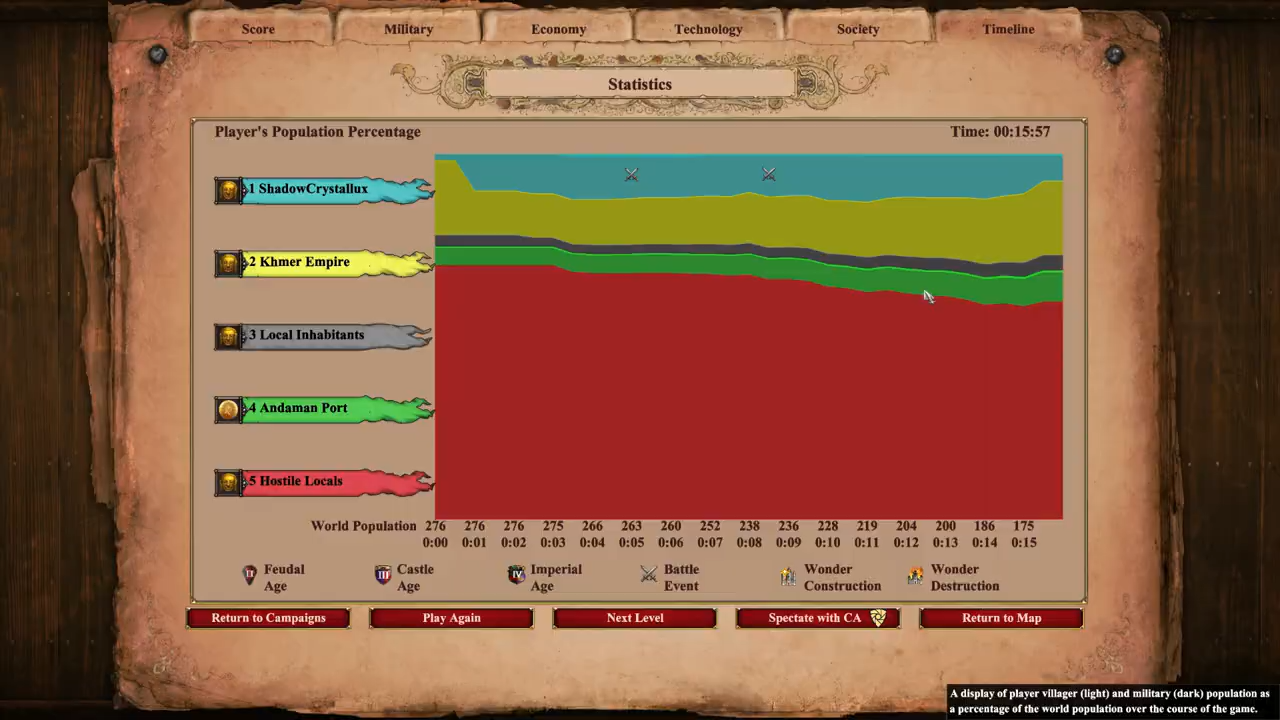 Score Military Economy Technology Society Timeline
Statistics
Player's Population Percentage
Time: 00:15:57
1 ShadowCrystallux
2 Khmer Empire
3 Local Inhabitants
4 Andaman Port
5 Hostile Locals
World Population 276 276 276 275 266 263 260 252 238 236 228 219 204 200 186 175
0:00 0:01 0:02 0:03 0:04 0:05 0:06 0:07 0:08 0:09 0:10 0:11 0:12 0:13 0:14 0:15
II Feudal
Age
III Castle
Age
IV Imperial
Age
Battle
Event
Wonder
Construction
Wonder
Destruction
Return to Campaigns
Play Again
Next Level
Spectate with CA
Return to Map
A display of player villager (light) and military (dark) population as
a percentage of the world population over the course of the game.